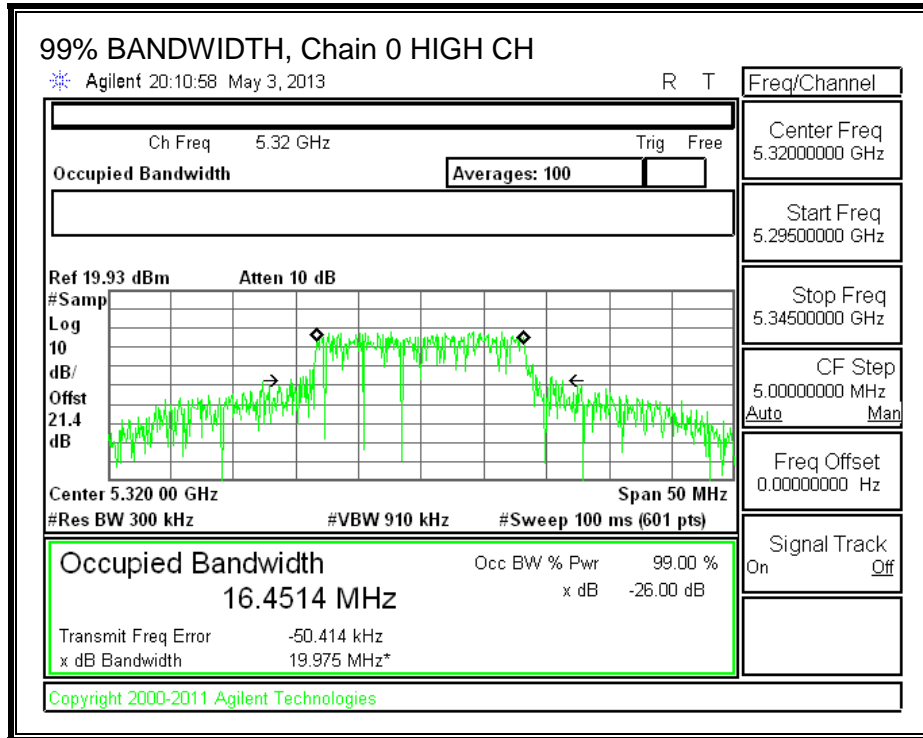 99% BANDWIDTH, Chain 0 HIGH CH
Agilent 20:10:58 May 3, 2013 R T
Ch Freq 5.32 GHz Trig Free
Occupied Bandwidth Averages: 100
Ref 19.93 dBm Atten 10 dB
#Samp
Log
10
dB/
Offst
21.4
dB
Center 5.320 00 GHz Span 50 MHz
#Res BW 300 kHz #VBW 910 kHz #Sweep 100 ms (601 pts)
Occupied Bandwidth Occ BW % Pwr 99.00 %
16.4514 MHz x dB -26.00 dB
Transmit Freq Error -50.414 kHz
x dB Bandwidth 19.975 MHz*
Copyright 2000-2011 Agilent Technologies
Freq/Channel
Center Freq
5.32000000 GHz
Start Freq
5.29500000 GHz
Stop Freq
5.34500000 GHz
CF Step
5.00000000 MHz
Auto Man
Freq Offset
0.00000000 Hz
Signal Track
On Off